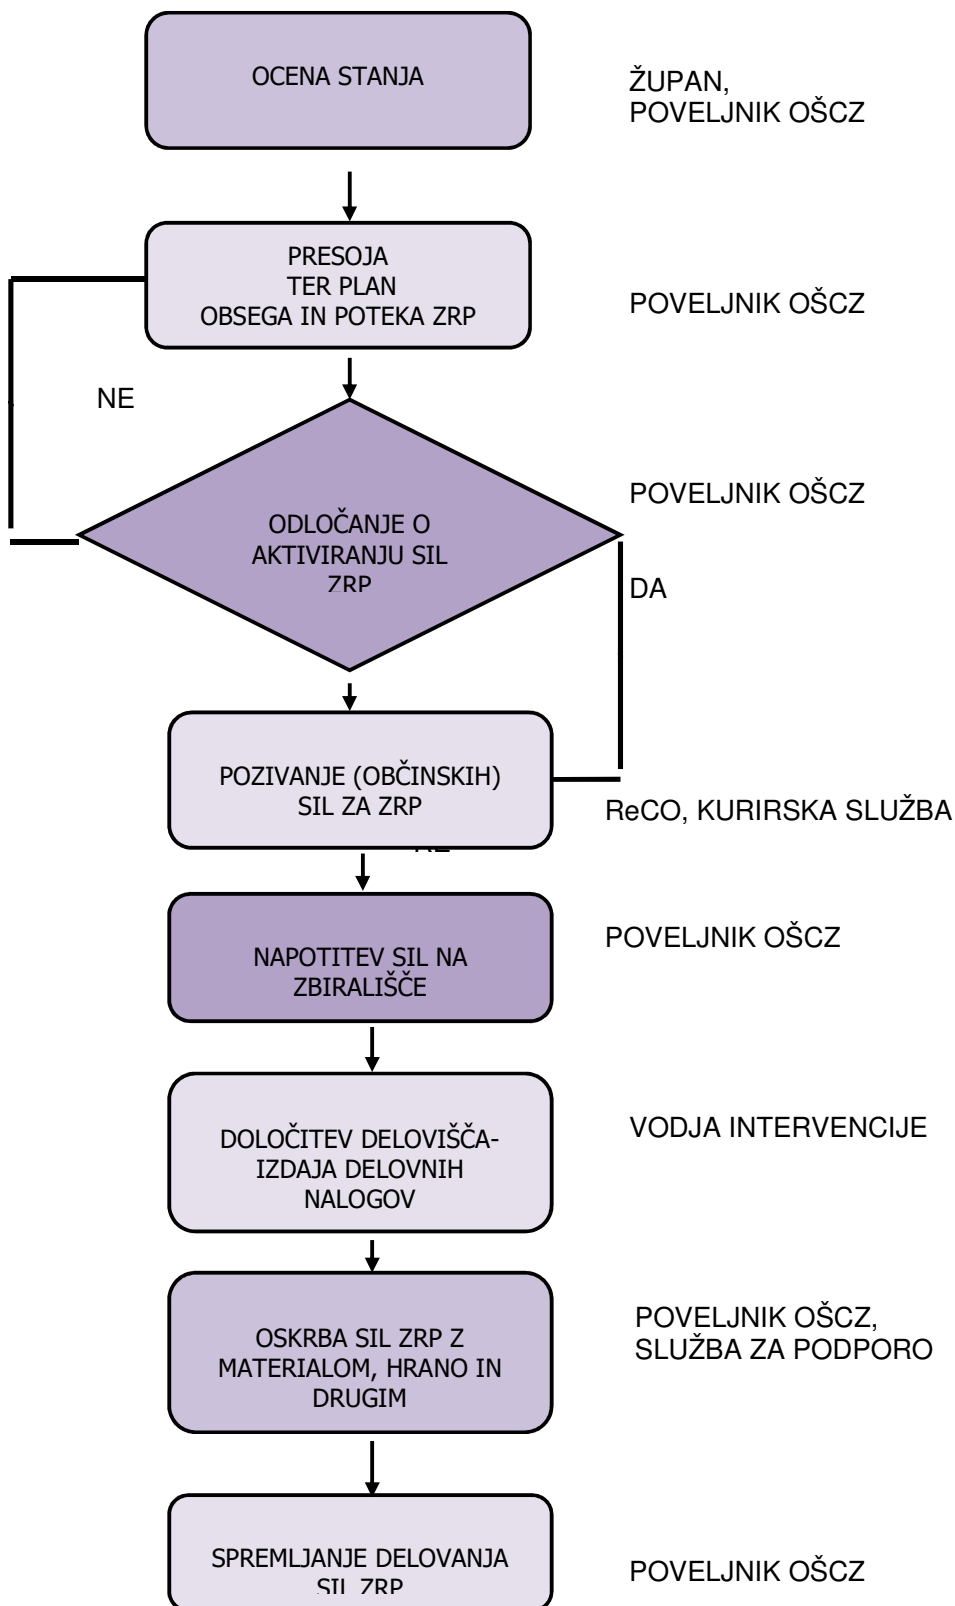 OCENA STANJA
ŽUPAN,
POVELJNIK OŠCZ
PRESOJA
TER PLAN
OBSEGA IN POTEKA ZRP
POVELJNIK OŠCZ
NE
POVELJNIK OŠCZ
ODLOČANJE O
AKTIVIRANJU SIL
ZRP
DA
POZIVANJE (OBČINSKIH)
SIL ZA ZRP
ReCO, KURIRSKA SLUŽBA
NAPOTITEV SIL NA
ZBIRALIŠČE
POVELJNIK OŠCZ
DOLOČITEV DELOVIŠČA-
IZDAJA DELOVNIH
NALOGOV
VODJA INTERVENCIJE
OSKRBA SIL ZRP Z
MATERIALOM, HRANO IN
DRUGIM
POVELJNIK OŠCZ,
SLUŽBA ZA PODPORO
SPREMLJANJE DELOVANJA
SIL ZRP
POVELJNIK OŠCZ